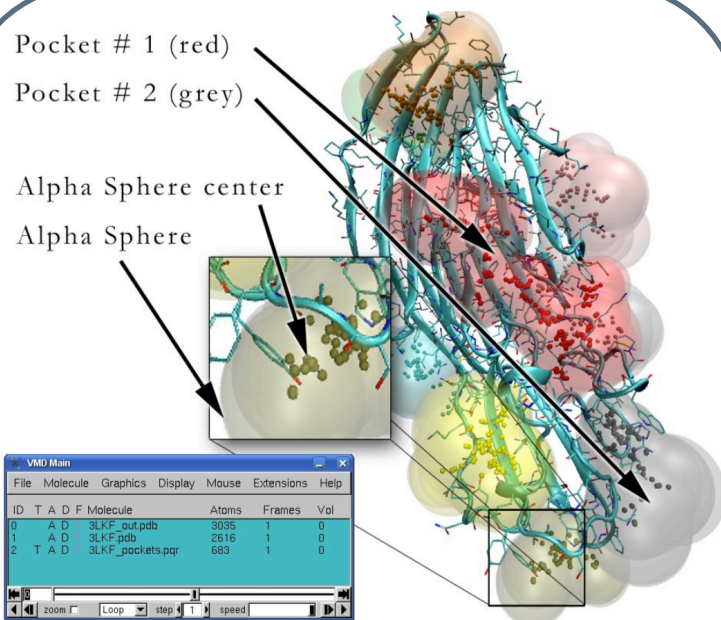 Pocket # 1 (red)
Pocket # 2 (grey)
Alpha Sphere center
Alpha Sphere
VMD Main
File Molecule Graphics Display Mouse Extensions Help
ID T A D F Molecule Atoms Frames Vol
0 A D F 3LKF_out.pdb 3035 1 0
1 A D F 3LKF.pdb 2616 1 0
2 T A D F 3LKF_pockets.pqr 683 1 0
0
zoom Loop step 1 speed